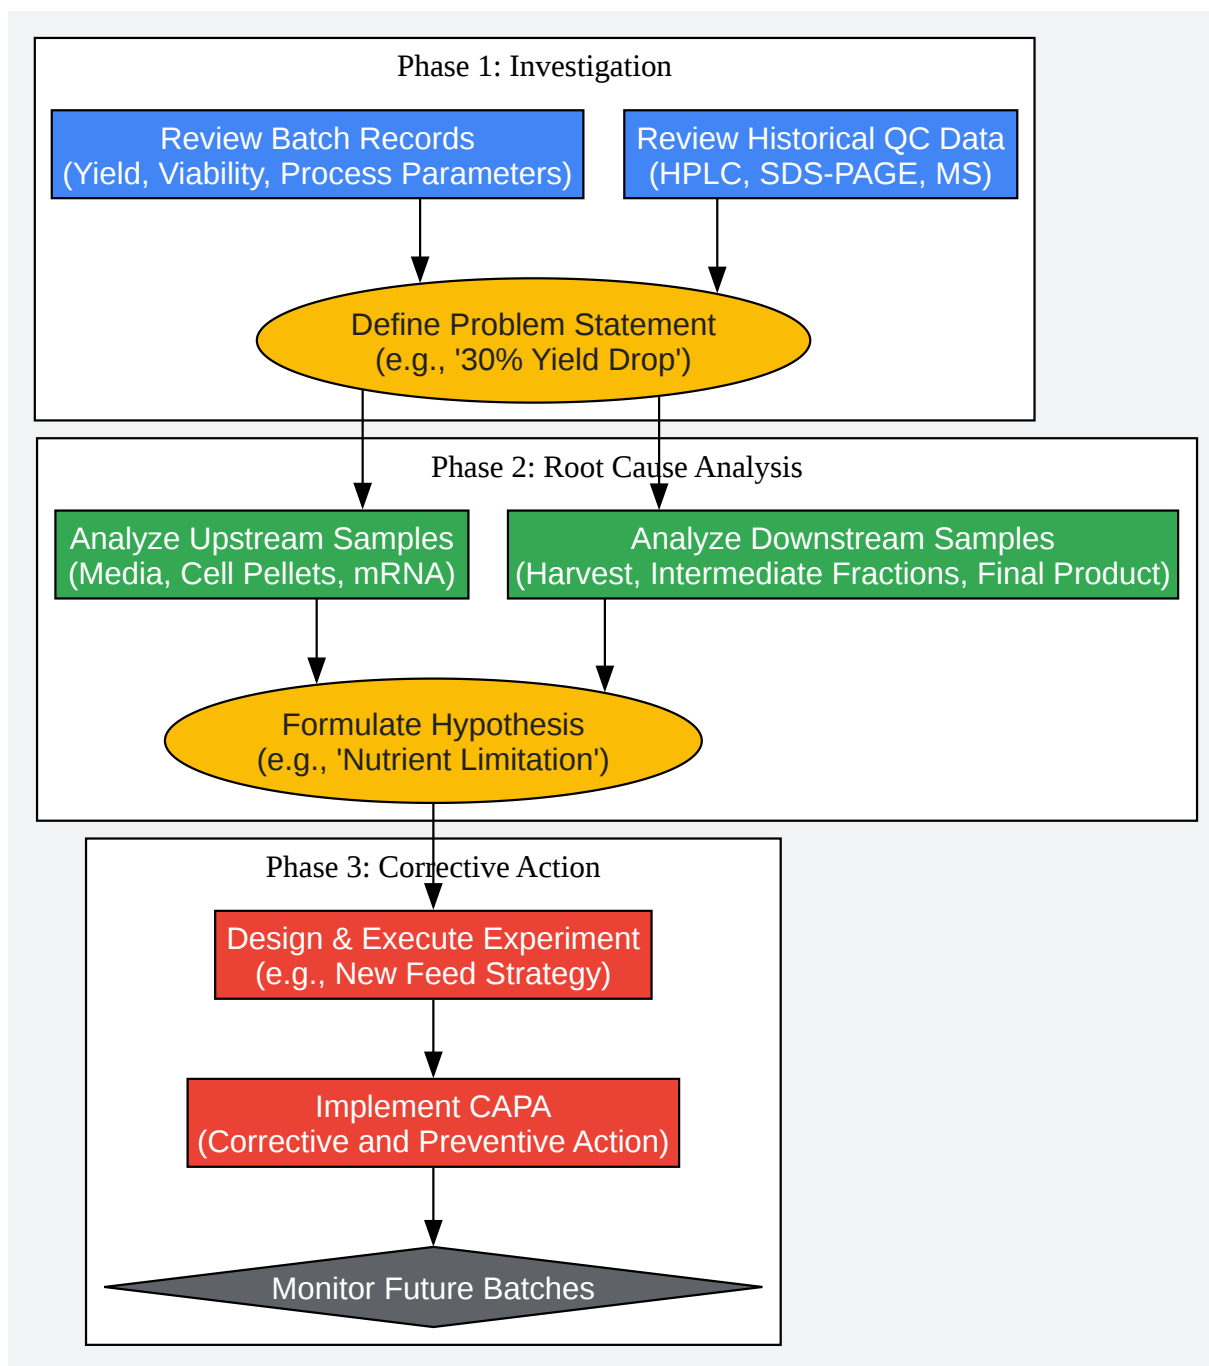 Phase 1: Investigation
Review Batch Records
(Yield, Viability, Process Parameters)
Review Historical QC Data
(HPLC, SDS-PAGE, MS)
Define Problem Statement
(e.g., '30% Yield Drop')
Phase 2: Root Cause Analysis
Analyze Upstream Samples
(Media, Cell Pellets, mRNA)
Analyze Downstream Samples
(Harvest, Intermediate Fractions, Final Product)
Formulate Hypothesis
(e.g., 'Nutrient Limitation')
Phase 3: Corrective Action
Design & Execute Experiment
(e.g., New Feed Strategy)
Implement CAPA
(Corrective and Preventive Action)
Monitor Future Batches